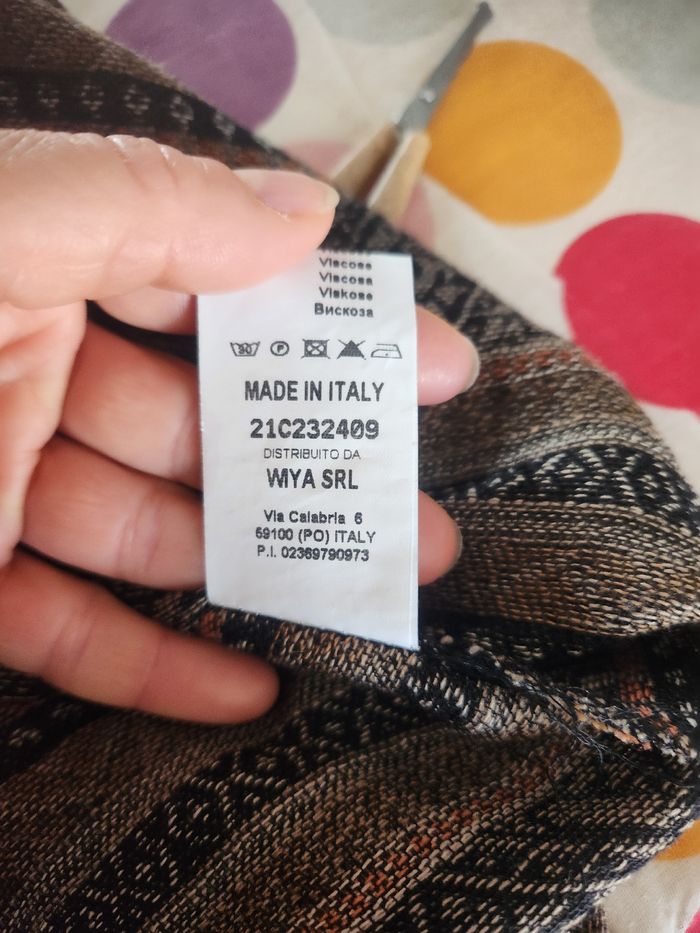 Viscose
Viscosa
Viskose
Вискоза
30 P
MADE IN ITALY
21C232409
DISTRIBUITO DA
WIYA SRL
Via Calabria 6
59100 (PO) ITALY
P.I. 02369790973